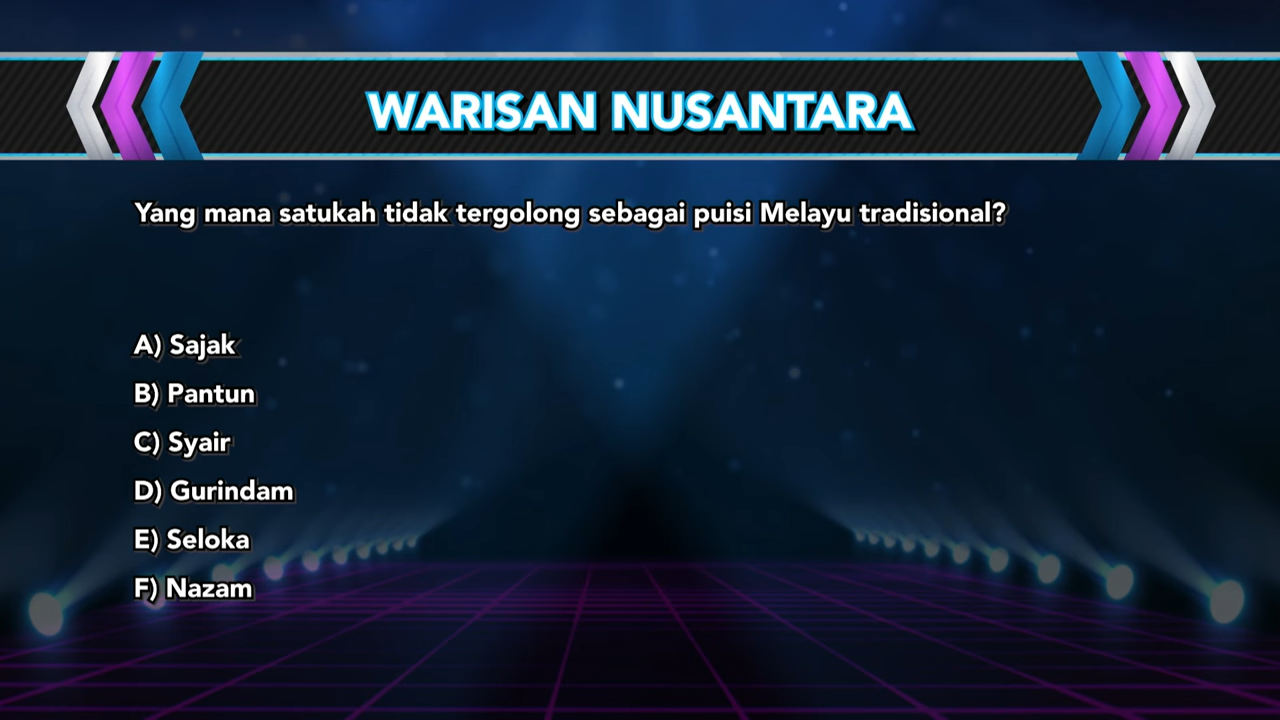 WARISAN NUSANTARA
Yang mana satukah tidak tergolong sebagai puisi Melayu tradisional?
A) Sajak
B) Pantun
C) Syair
D) Gurindam
E) Seloka
F) Nazam